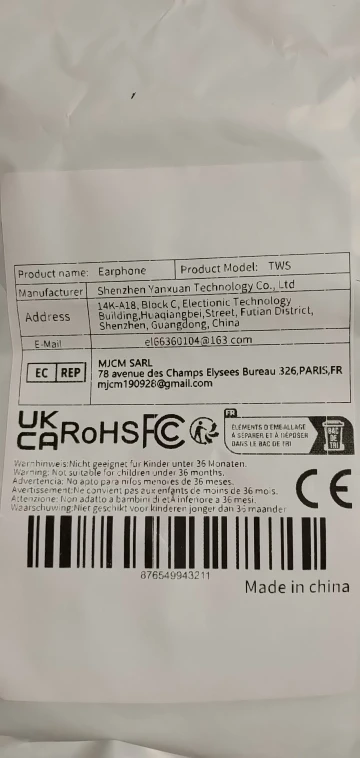 Product name: Earphone Product Model: TWS
Manufacturer Shenzhen Yanxuan Technology Co., Ltd
Address 14K-A18, Block C, Electionic Technology
Building,Huaqiangbei,Street, Futian District,
Shenzhen, Guangdong, China
E-Mail el66360104@163 com
EC REP MJCM SARL
78 avenue des Champs Elysees Bureau 326,PARIS,FR
mjcm190928@gmail.com
UK
CA RoHS FC CE
FR
ÉLÉMENTS D'EMBALLAGE
À SÉPARER ET À DÉPOSER
DANS LE BAC DE TRI
BAC
DE
TRI
Warnhinweis:Nicht geeignet für Kinder unter 36 Monaten.
Warning: Not suitable for children under 36 months.
Advertencia: No apto para niños menores de 36 meses.
Avertissement:Ne convient pas aux enfants de moins de 36 mois.
Attenzione: Non adatto a bambini di età inferiore a 36 mesi.
Waarschuwing:Niet geschikt voor kinderen jonger dan 36 maanden
876549943211
Made in china